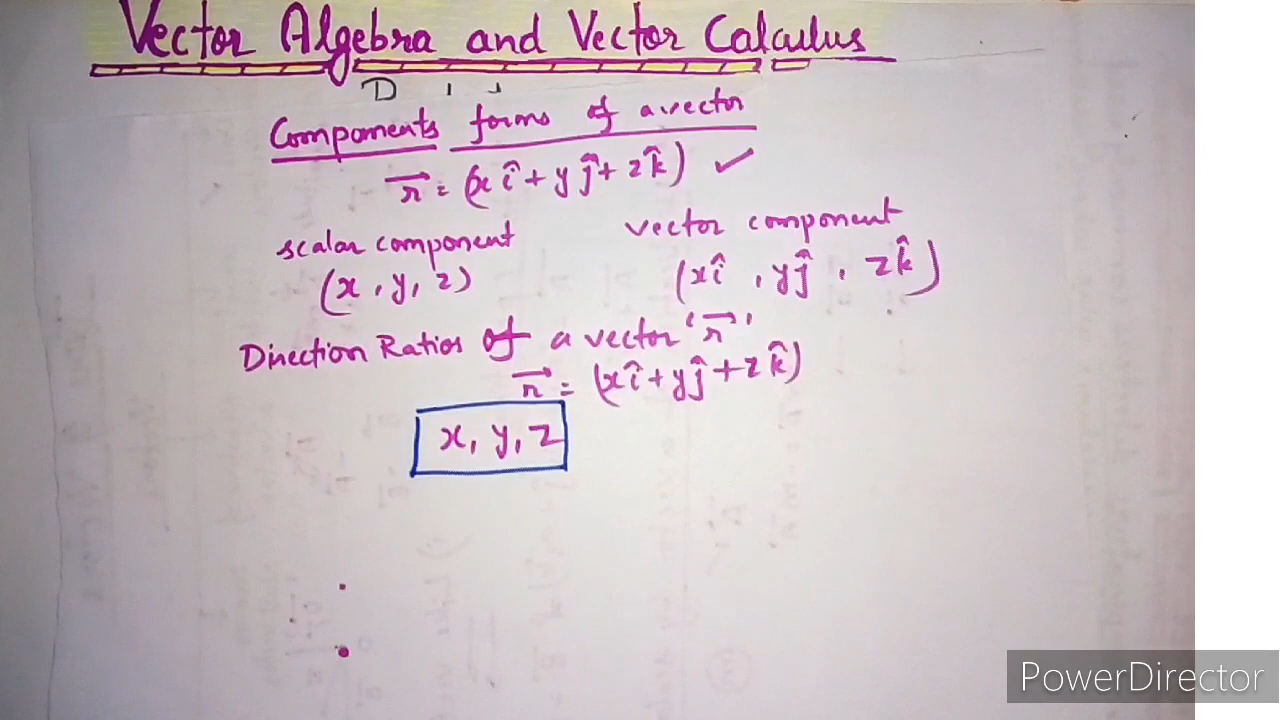 Vector Algebra and Vector Calculus
Components forms of a vector
r⃗ = (xî + yĵ + zk̂) ✓
scalar component vector component
(x, y, z) (xî, yĵ, zk̂)
Direction Ratios of a vector 'r⃗'
r⃗ = (xî + yĵ + zk̂)
x, y, z
PowerDirector